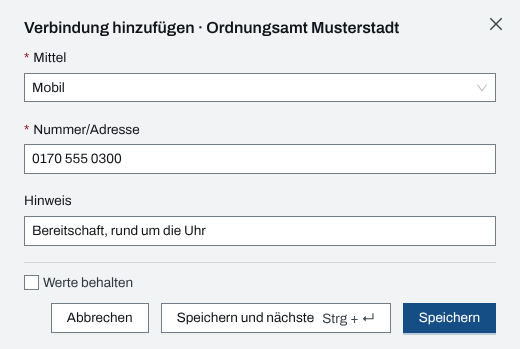 Verbindung hinzufügen · Ordnungsamt Musterstadt
* Mittel
Mobil
* Nummer/Adresse
0170 555 0300
Hinweis
Bereitschaft, rund um die Uhr
Werte behalten
Abbrechen
Speichern und nächste Strg + ↵
Speichern